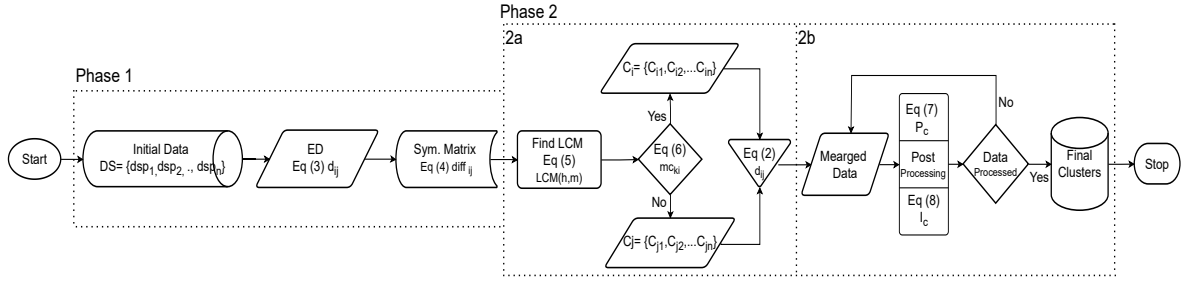 Phase 2
2a
2b
Phase 1
Start
Initial Data
DS= {dsp1,dsp2, ., dspn}
ED
Eq (3) dij
Sym. Matrix
Eq (4) diff ij
Find LCM
Eq (5)
LCM(h,m)
Ci= {Ci1,Ci2,...Cin}
Yes
Eq (6)
mcki
No
Cj= {Cj1,Cj2,...Cjn}
Eq (2)
dij
Mearged
Data
Eq (7)
Pc
Post
Processing
Eq (8)
Ic
No
Data
Processed
Yes
Final
Clusters
Stop